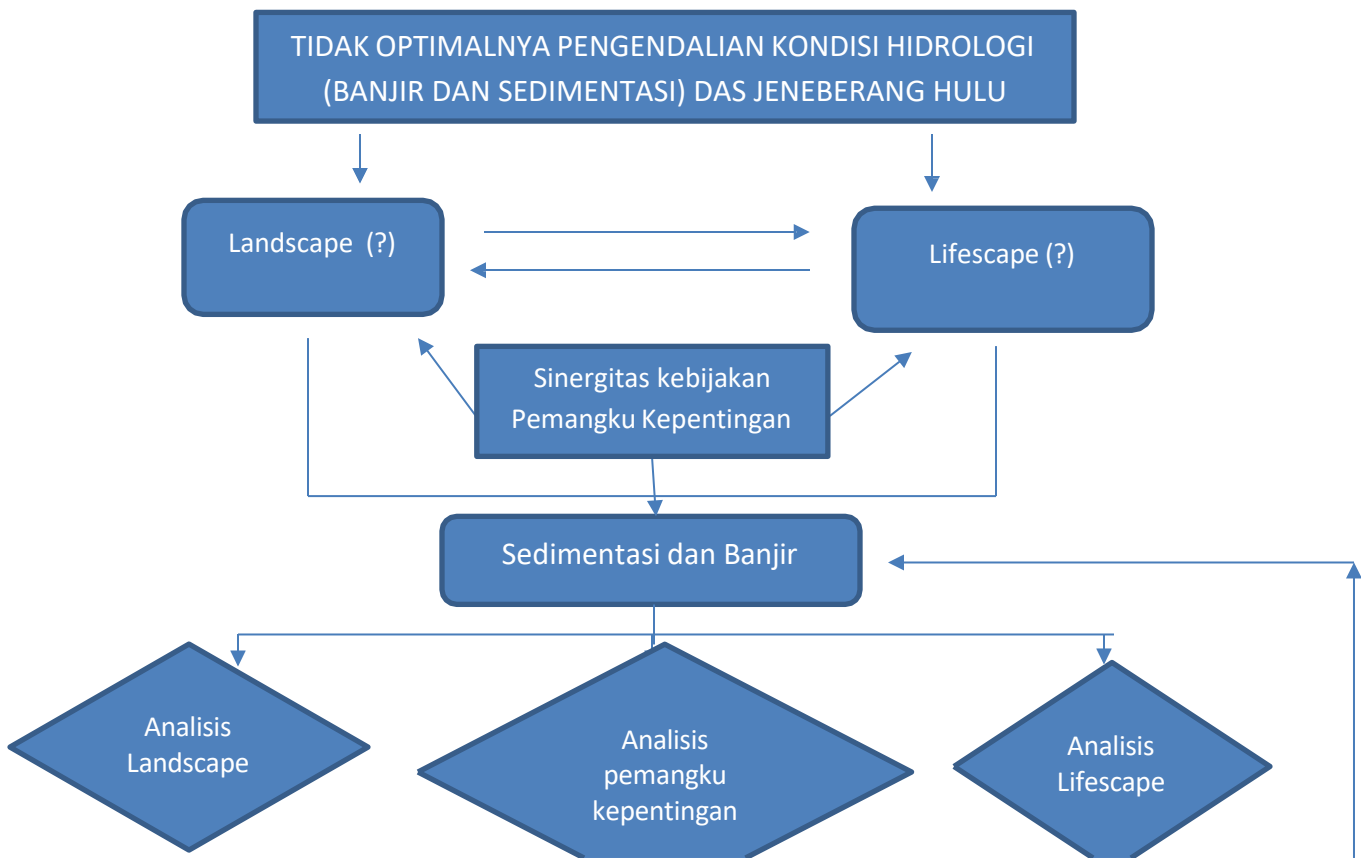 TIDAK OPTIMALNYA PENGENDALIAN KONDISI HIDROLOGI
(BANJIR DAN SEDIMENTASI) DAS JENEBERANG HULU
Landscape (?)
Lifescape (?)
Sinergitas kebijakan
Pemangku Kepentingan
Sedimentasi dan Banjir
Analisis
Landscape
Analisis
pemangku
kepentingan
Analisis
Lifescape